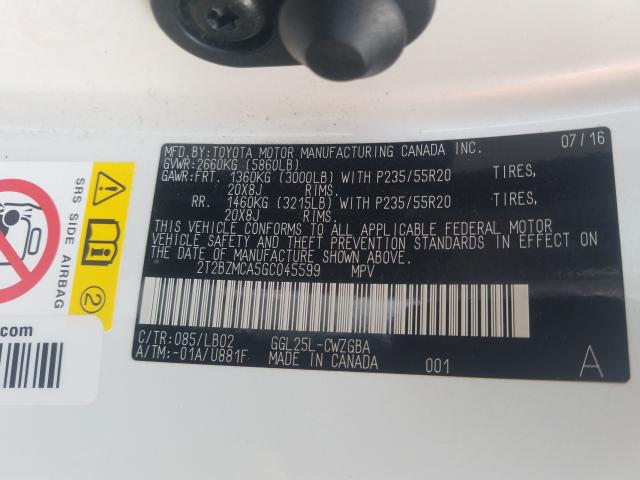 MFD.BY:TOYOTA MOTOR MANUFACTURING CANADA INC. 07/16
GVWR:2660KG (5860LB)
GAWR:FRT. 1360KG (3000LB) WITH P235/55R20 TIRES,
20X8J RIMS.
RR. 1460KG (3215LB) WITH P235/55R20 TIRES,
20X8J RIMS.
THIS VEHICLE CONFORMS TO ALL APPLICABLE FEDERAL MOTOR
VEHICLE SAFETY AND THEFT PREVENTION STANDARDS IN EFFECT ON
THE DATE OF MANUFACTURE SHOWN ABOVE.
2T2BZMCA5GC045599 MPV
C/TR:085/LB02 GGL25L-CWZGBA
A/TM:-01A/U881F MADE IN CANADA 001 A
SRS SIDE AIRBAG
2
.com